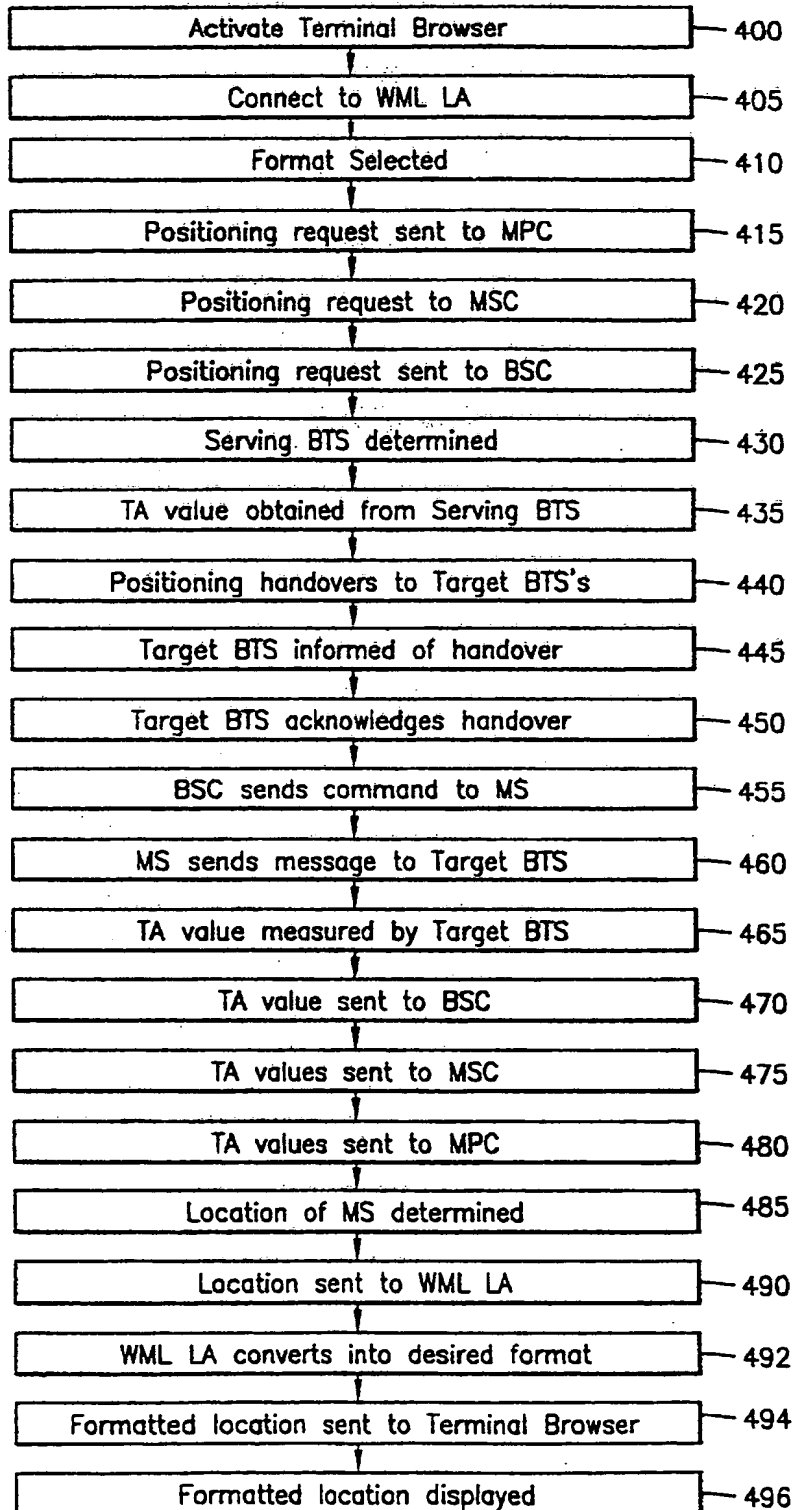 Activate Terminal Browser 400
Connect to WML LA 405
Format Selected 410
Positioning request sent to MPC 415
Positioning request to MSC 420
Positioning request sent to BSC 425
Serving BTS determined 430
TA value obtained from Serving BTS 435
Positioning handovers to Target BTS's 440
Target BTS informed of handover 445
Target BTS acknowledges handover 450
BSC sends command to MS 455
MS sends message to Target BTS 460
TA value measured by Target BTS 465
TA value sent to BSC 470
TA values sent to MSC 475
TA values sent to MPC 480
Location of MS determined 485
Location sent to WML LA 490
WML LA converts into desired format 492
Formatted location sent to Terminal Browser 494
Formatted location displayed 496